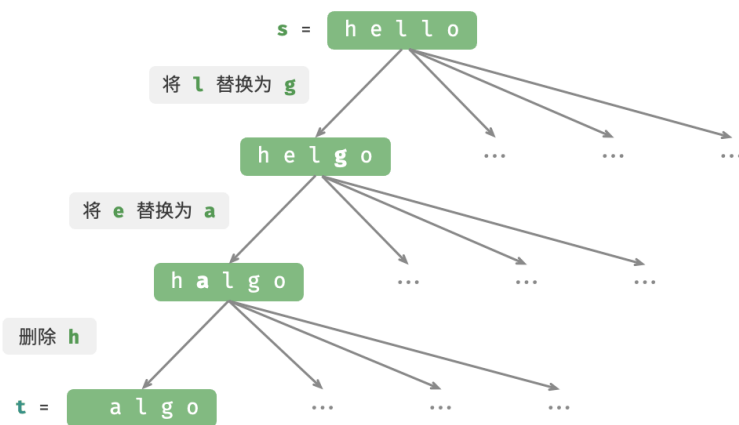 s = h e l l o
将 l 替换为 g
h e l g o ... ... ...
将 e 替换为 a
h a l g o ... ... ...
删除 h
t = a l g o ... ... ...